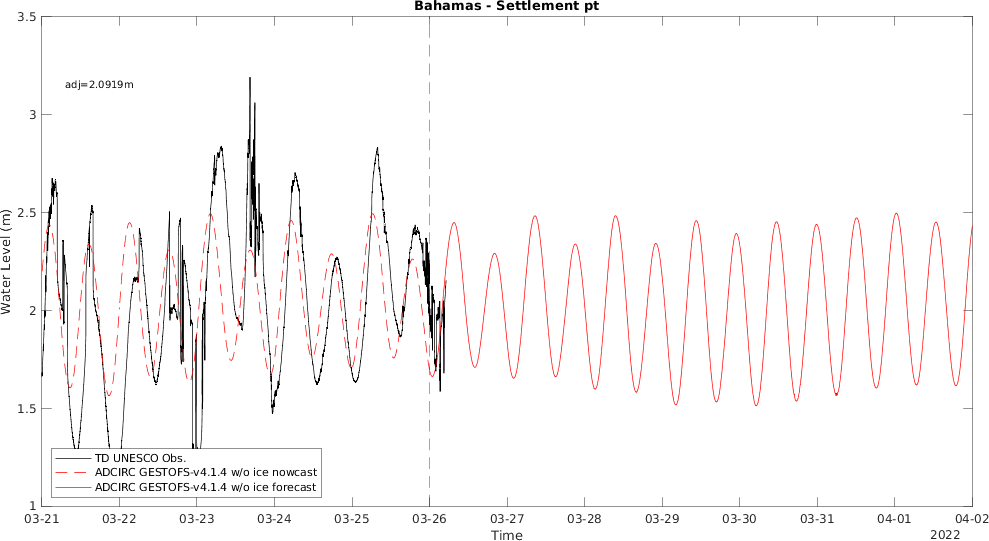 Bahamas - Settlement pt
3.5
adj=2.0919m
3
2.5
Water Level (m)
2
1.5
TD UNESCO Obs.
ADCIRC GESTOFS-v4.1.4 w/o ice nowcast
ADCIRC GESTOFS-v4.1.4 w/o ice forecast
1
03-21 03-22 03-23 03-24 03-25 03-26 03-27 03-28 03-29 03-30 03-31 04-01 04-02
Time
2022